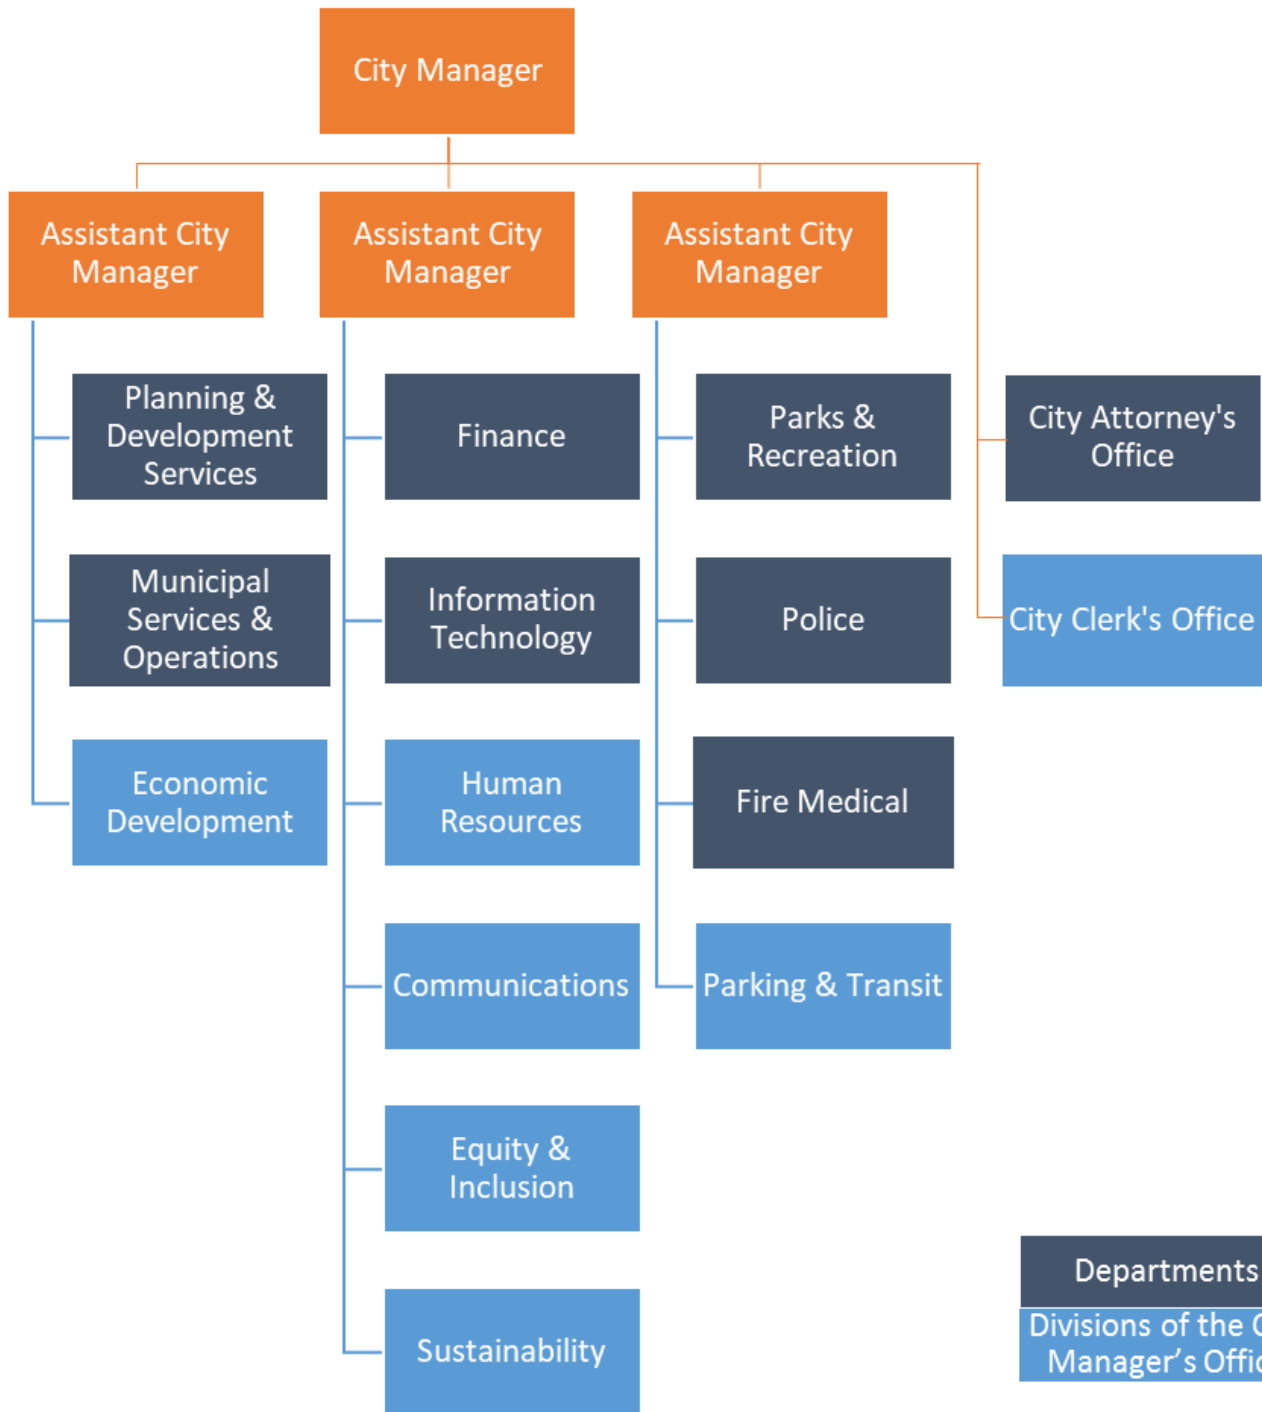 City Manager
Assistant City
Manager
Assistant City
Manager
Assistant City
Manager
Planning &
Development
Services
Finance
Parks &
Recreation
City Attorney's
Office
Municipal
Services &
Operations
Information
Technology
Police
City Clerk's Office
Economic
Development
Human
Resources
Fire Medical
Communications
Parking & Transit
Equity &
Inclusion
Sustainability
Departments
Divisions of the
Manager’s